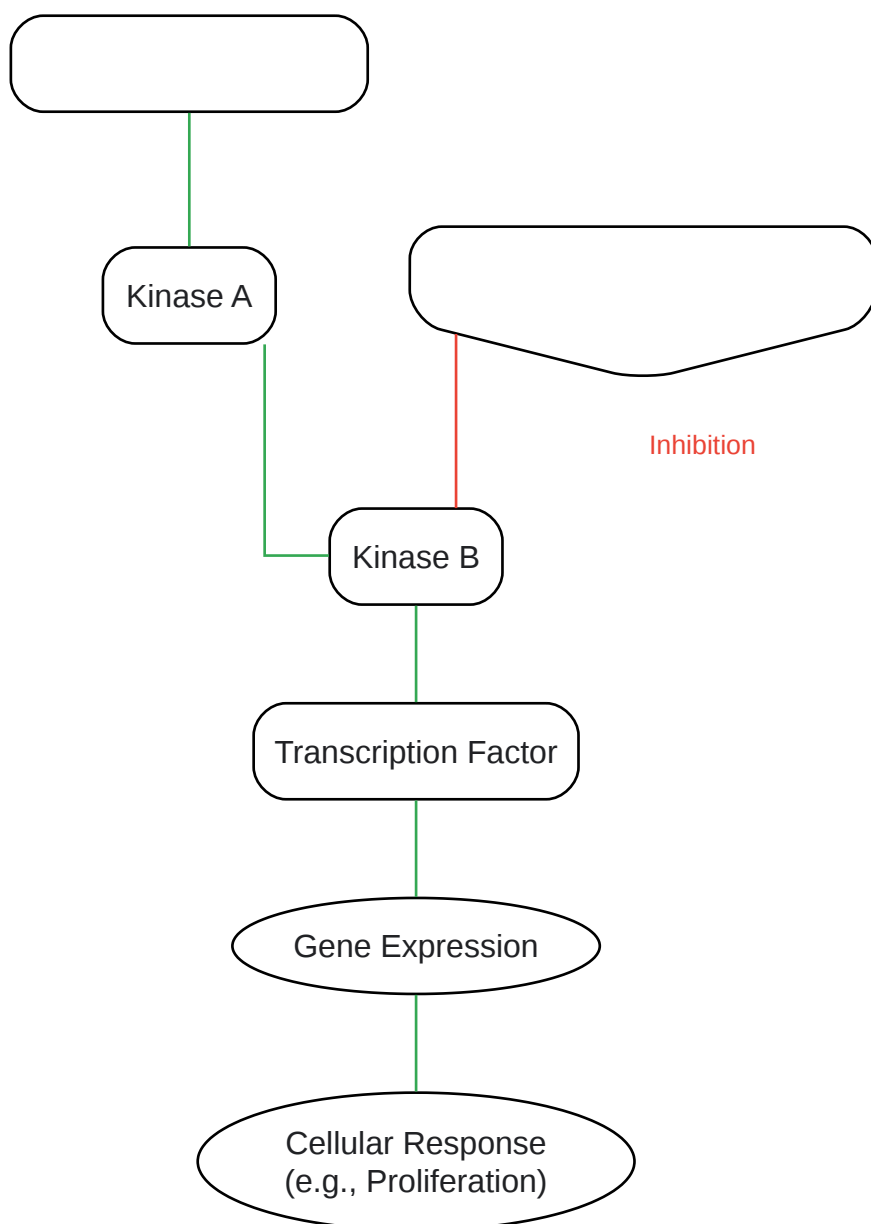 Kinase A
Inhibition
Kinase B
Transcription Factor
Gene Expression
Cellular Response
(e.g., Proliferation)